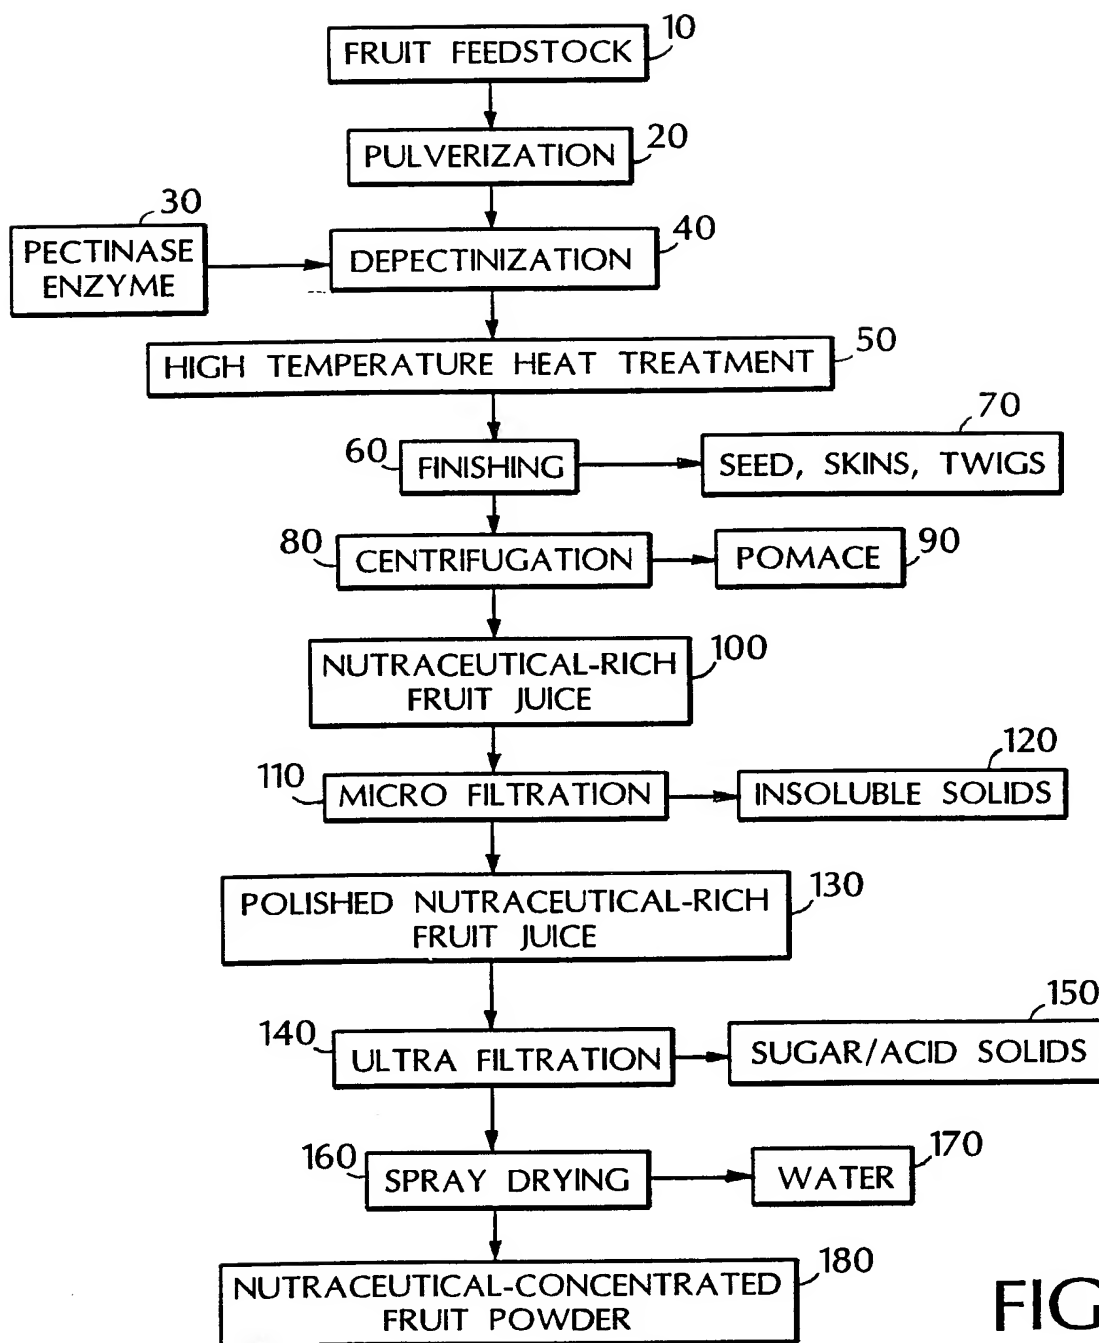 10
FRUIT FEEDSTOCK
20
PULVERIZATION
30
PECTINASE
ENZYME
40
DEPECTINIZATION
50
HIGH TEMPERATURE HEAT TREATMENT
60
FINISHING
70
SEED, SKINS, TWIGS
80
CENTRIFUGATION
90
POMACE
100
NUTRACEUTICAL-RICH
FRUIT JUICE
110
MICRO FILTRATION
120
INSOLUBLE SOLIDS
130
POLISHED NUTRACEUTICAL-RICH
FRUIT JUICE
140
ULTRA FILTRATION
150
SUGAR/ACID SOLIDS
160
SPRAY DRYING
170
WATER
180
NUTRACEUTICAL-CONCENTRATED
FRUIT POWDER
FIG